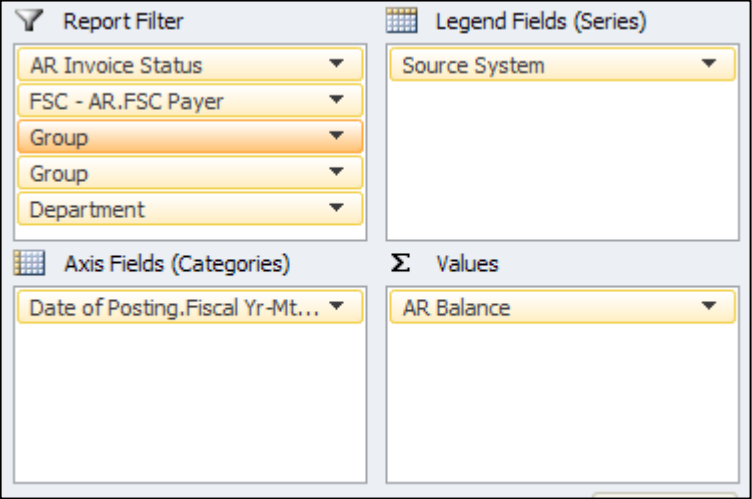 Report Filter
AR Invoice Status
FSC - AR.FSC Payer
Group
Group
Department
Legend Fields (Series)
Source System
Axis Fields (Categories)
Date of Posting.Fiscal Yr-Mt...
Σ Values
AR Balance